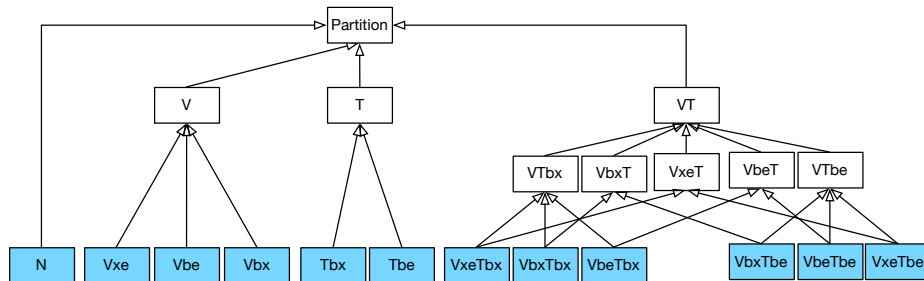 Partition
V
T
VT
VTbx
VbxT
VxeT
VbeT
VTbe
N
Vxe
Vbe
Vbx
Tbx
Tbe
VxeTbx
VbxTbx
VbeTbx
VbxTbe
VbeTbe
VxeTbe